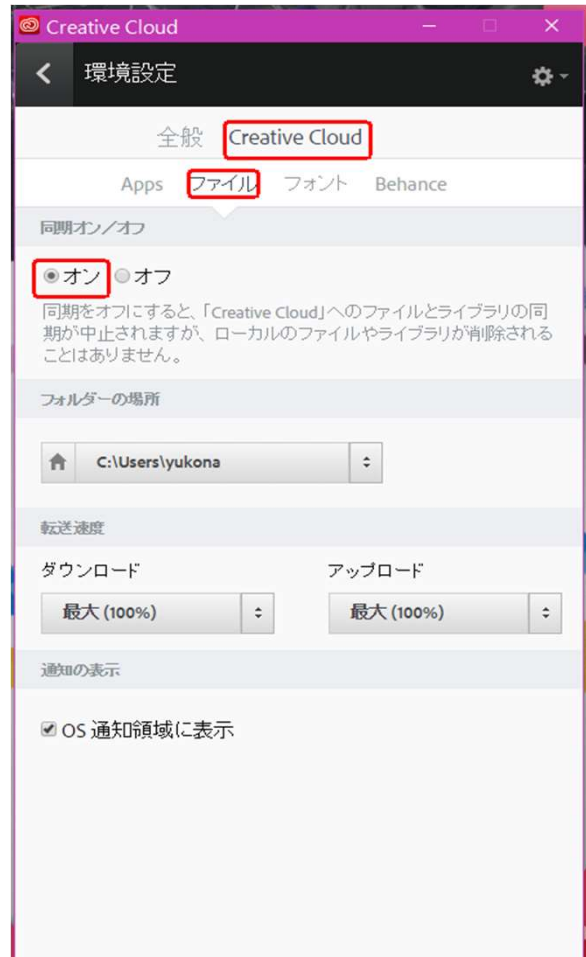 Creative Cloud
環境設定
全般 Creative Cloud
Apps ファイル フォント Behance
同期オン/オフ
オン オフ
同期をオフにすると、「Creative Cloud」へのファイルとライブラリの同
期が中止されますが、ローカルのファイルやライブラリが削除される
ことはありません。
フォルダーの場所
C:\Users\yukona
転送速度
ダウンロード アップロード
最大 (100%) 最大 (100%)
通知の表示
OS 通知領域に表示